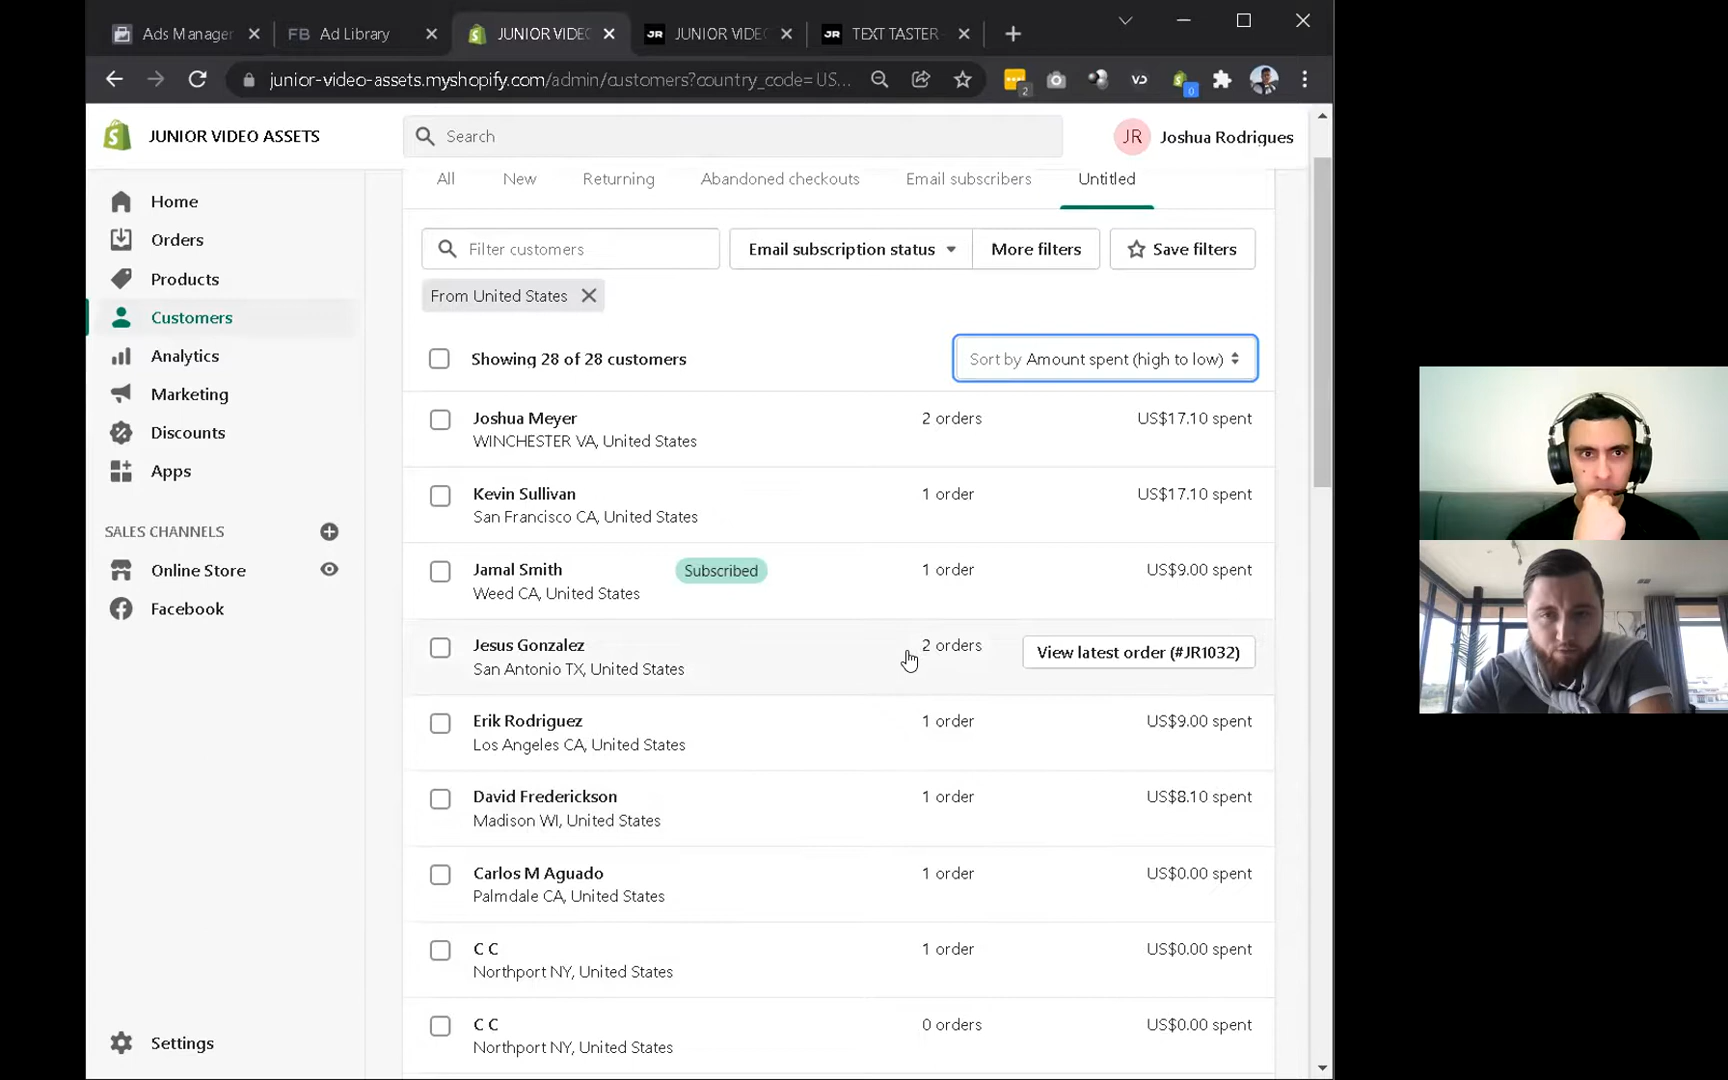 Ads Manager
FB Ad Library
JUNIOR VIDEO
JR JUNIOR VIDE
JR TEXT TASTER
junior-video-assets.myshopify.com/admin/customers?country_code=US...
2
VD
0
JUNIOR VIDEO ASSETS
Search
JR Joshua Rodrigues
Home
Orders
Products
Customers
Analytics
Marketing
Discounts
Apps
SALES CHANNELS
Online Store
Facebook
Settings
All New Returning Abandoned checkouts Email subscribers Untitled
Filter customers Email subscription status More filters Save filters
From United States
Showing 28 of 28 customers Sort by Amount spent (high to low)
Joshua Meyer 2 orders US$17.10 spent
WINCHESTER VA, United States
Kevin Sullivan 1 order US$17.10 spent
San Francisco CA, United States
Jamal Smith Subscribed 1 order US$9.00 spent
Weed CA, United States
Jesus Gonzalez 2 orders View latest order (#JR1032)
San Antonio TX, United States
Erik Rodriguez 1 order US$9.00 spent
Los Angeles CA, United States
David Frederickson 1 order US$8.10 spent
Madison WI, United States
Carlos M Aguado 1 order US$0.00 spent
Palmdale CA, United States
C C 1 order US$0.00 spent
Northport NY, United States
C C 0 orders US$0.00 spent
Northport NY, United States